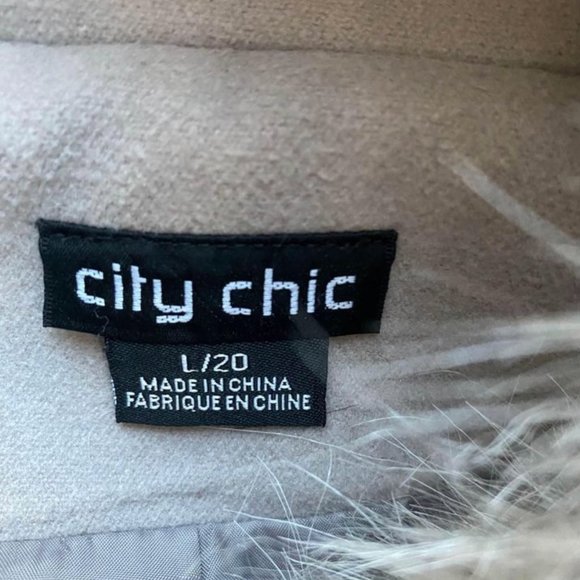 city chic
L/20
MADE IN CHINA
FABRIQUE EN CHINE